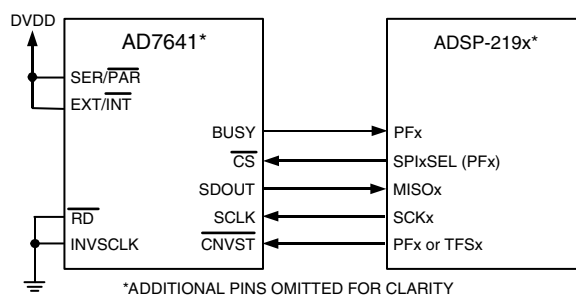 DVDD
AD7641*
ADSP-219x*
SER/PAR
EXT/INT
BUSY
PFx
CS
SPIxSEL (PFx)
SDOUT
MISOx
RD
SCLK
SCKx
INVSCLK
CNVST
PFx or TFSx
*ADDITIONAL PINS OMITTED FOR CLARITY